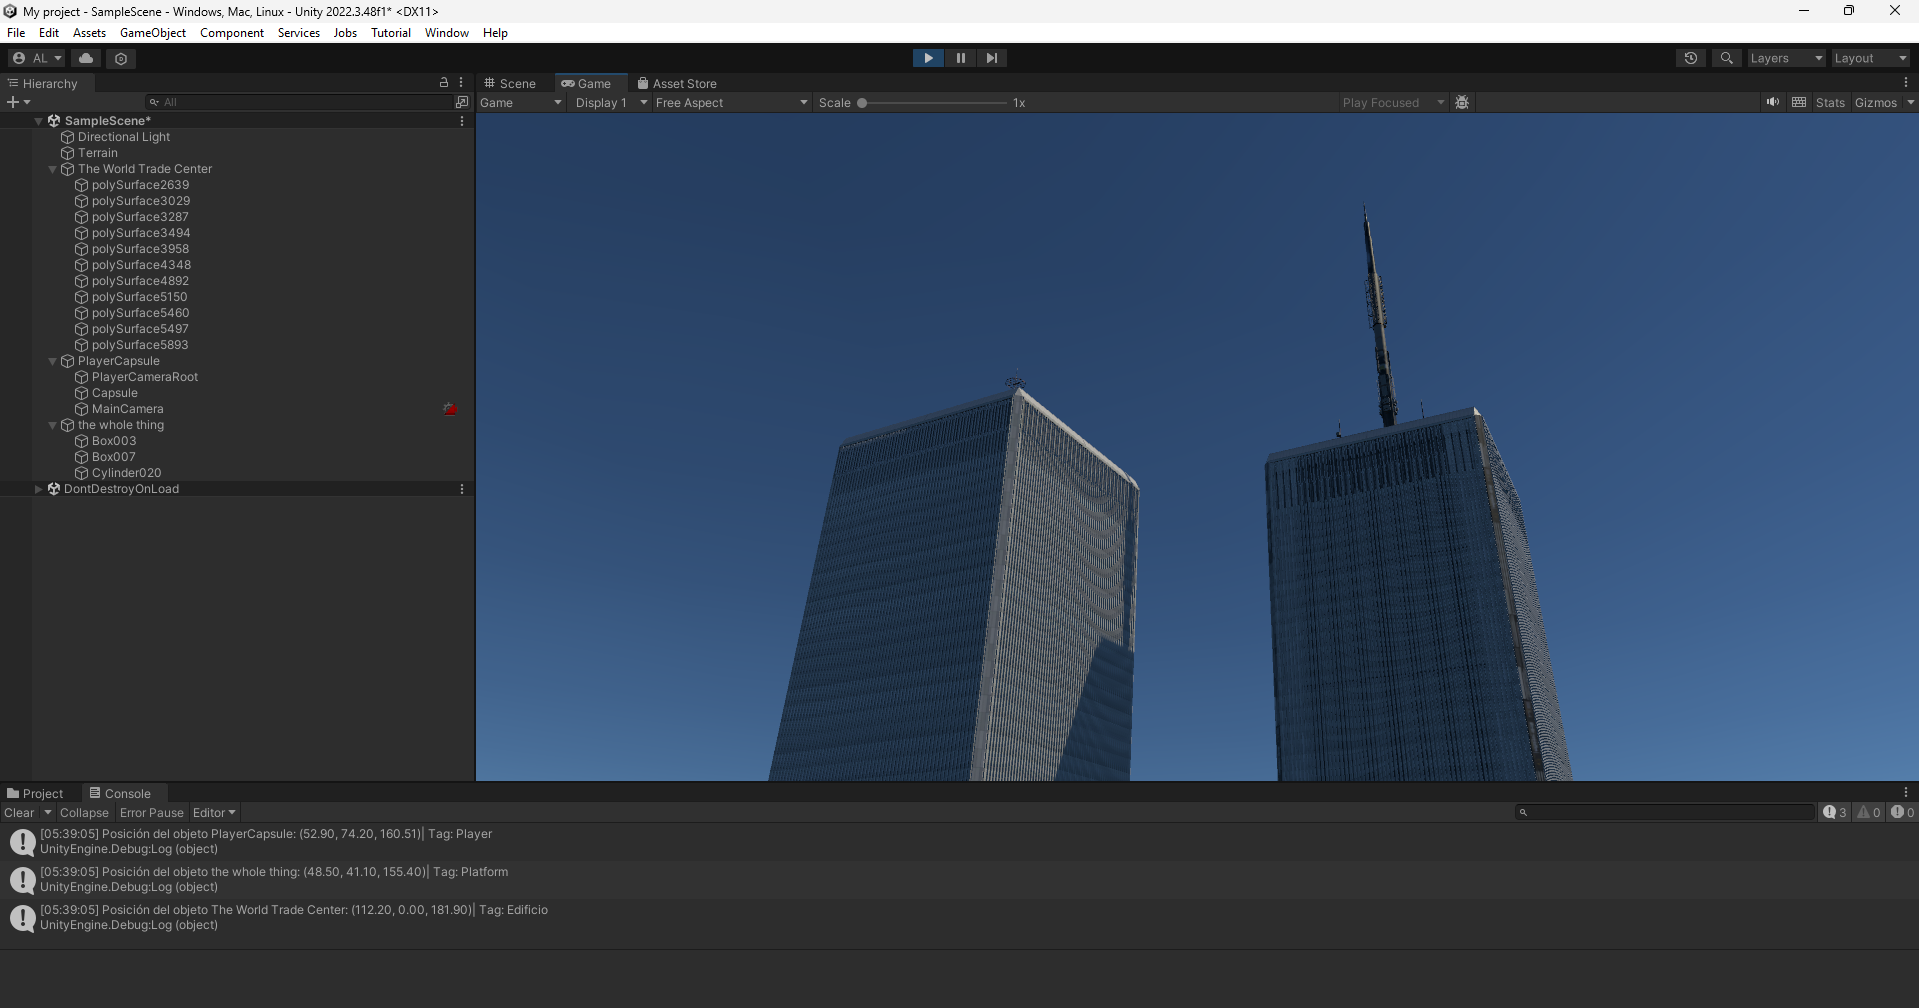 My project - SampleScene - Windows, Mac, Linux - Unity 2022.3.48f1* <DX11>
File Edit Assets GameObject Component Services Jobs Tutorial Window Help
AL Layers Layout
Hierarchy
All
SampleScene*
Directional Light
Terrain
The World Trade Center
polySurface2639
polySurface3029
polySurface3287
polySurface3494
polySurface3958
polySurface4348
polySurface4892
polySurface5150
polySurface5460
polySurface5497
polySurface5893
PlayerCapsule
PlayerCameraRoot
Capsule
MainCamera
the whole thing
Box003
Box007
Cylinder020
DontDestroyOnLoad
Scene Game Asset Store
Game Display 1 Free Aspect Scale 1x Play Focused Stats Gizmos
Project Console
Clear Collapse Error Pause Editor 3 0 0
[05:39:05] Posición del objeto PlayerCapsule: (52.90, 74.20, 160.51)| Tag: Player
UnityEngine.Debug:Log (object)
[05:39:05] Posición del objeto the whole thing: (48.50, 41.10, 155.40)| Tag: Platform
UnityEngine.Debug:Log (object)
[05:39:05] Posición del objeto The World Trade Center: (112.20, 0.00, 181.90)| Tag: Edificio
UnityEngine.Debug:Log (object)